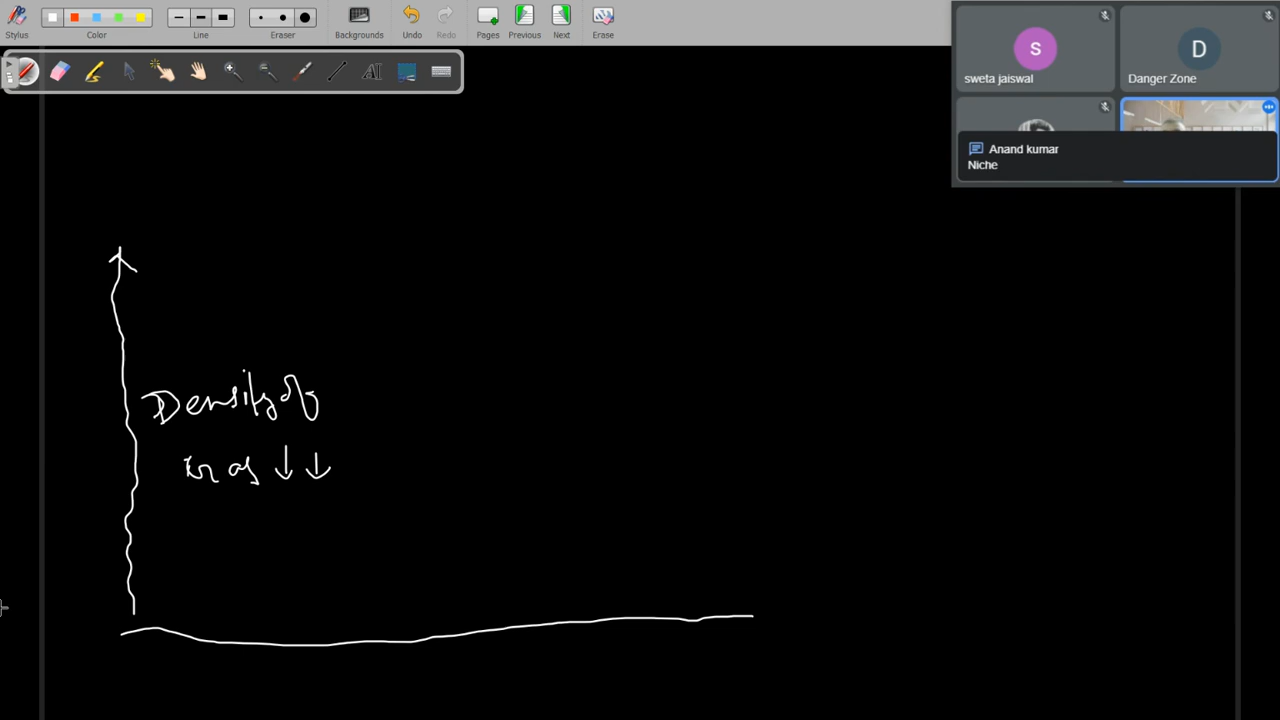 Stylus
Color
Line
Eraser
Backgrounds
Undo
Redo
Pages
Previous
Next
Erase
S
sweta jaiswal
D
Danger Zone
Anand kumar
Niche
Density of
↓ ↓